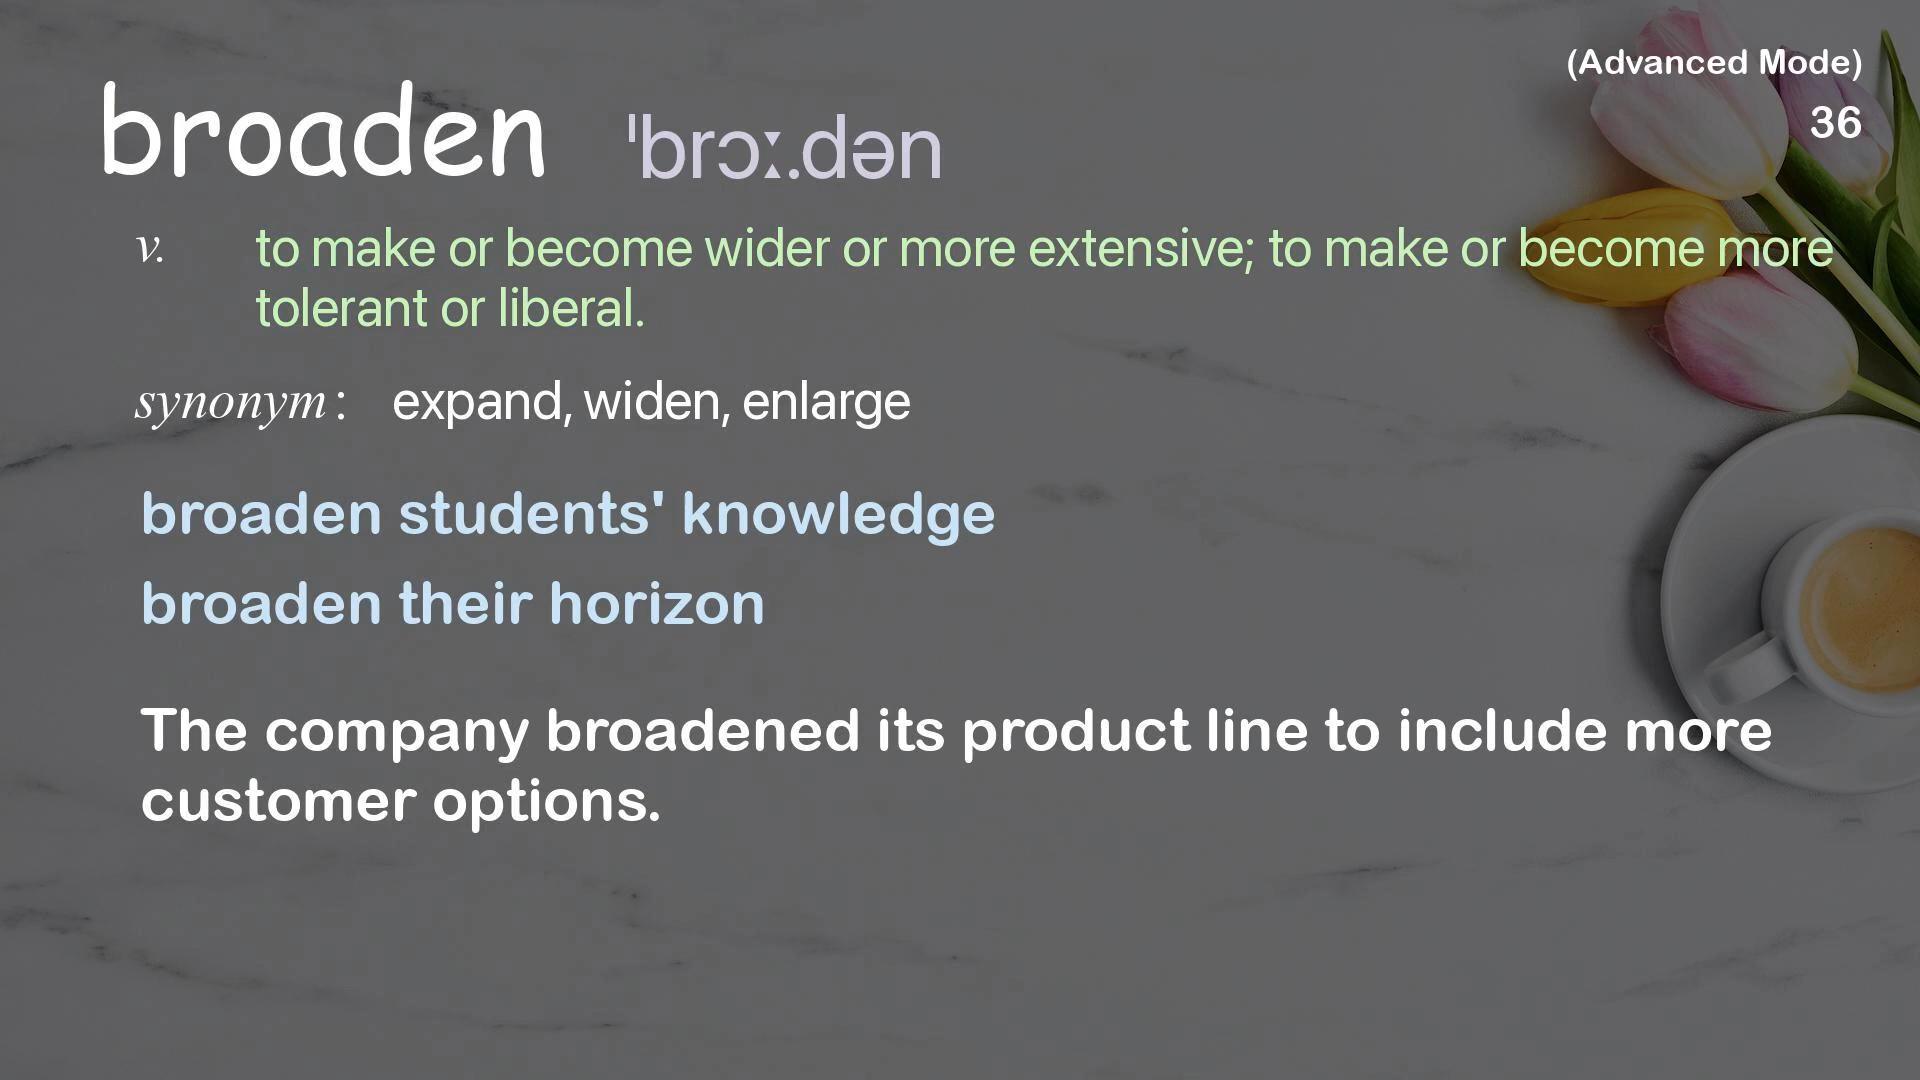 (Advanced Mode)
broaden ˈbrɔː.dən
36
v. to make or become wider or more extensive; to make or become more
tolerant or liberal.
synonym: expand, widen, enlarge
broaden students' knowledge
broaden their horizon
The company broadened its product line to include more
customer options.